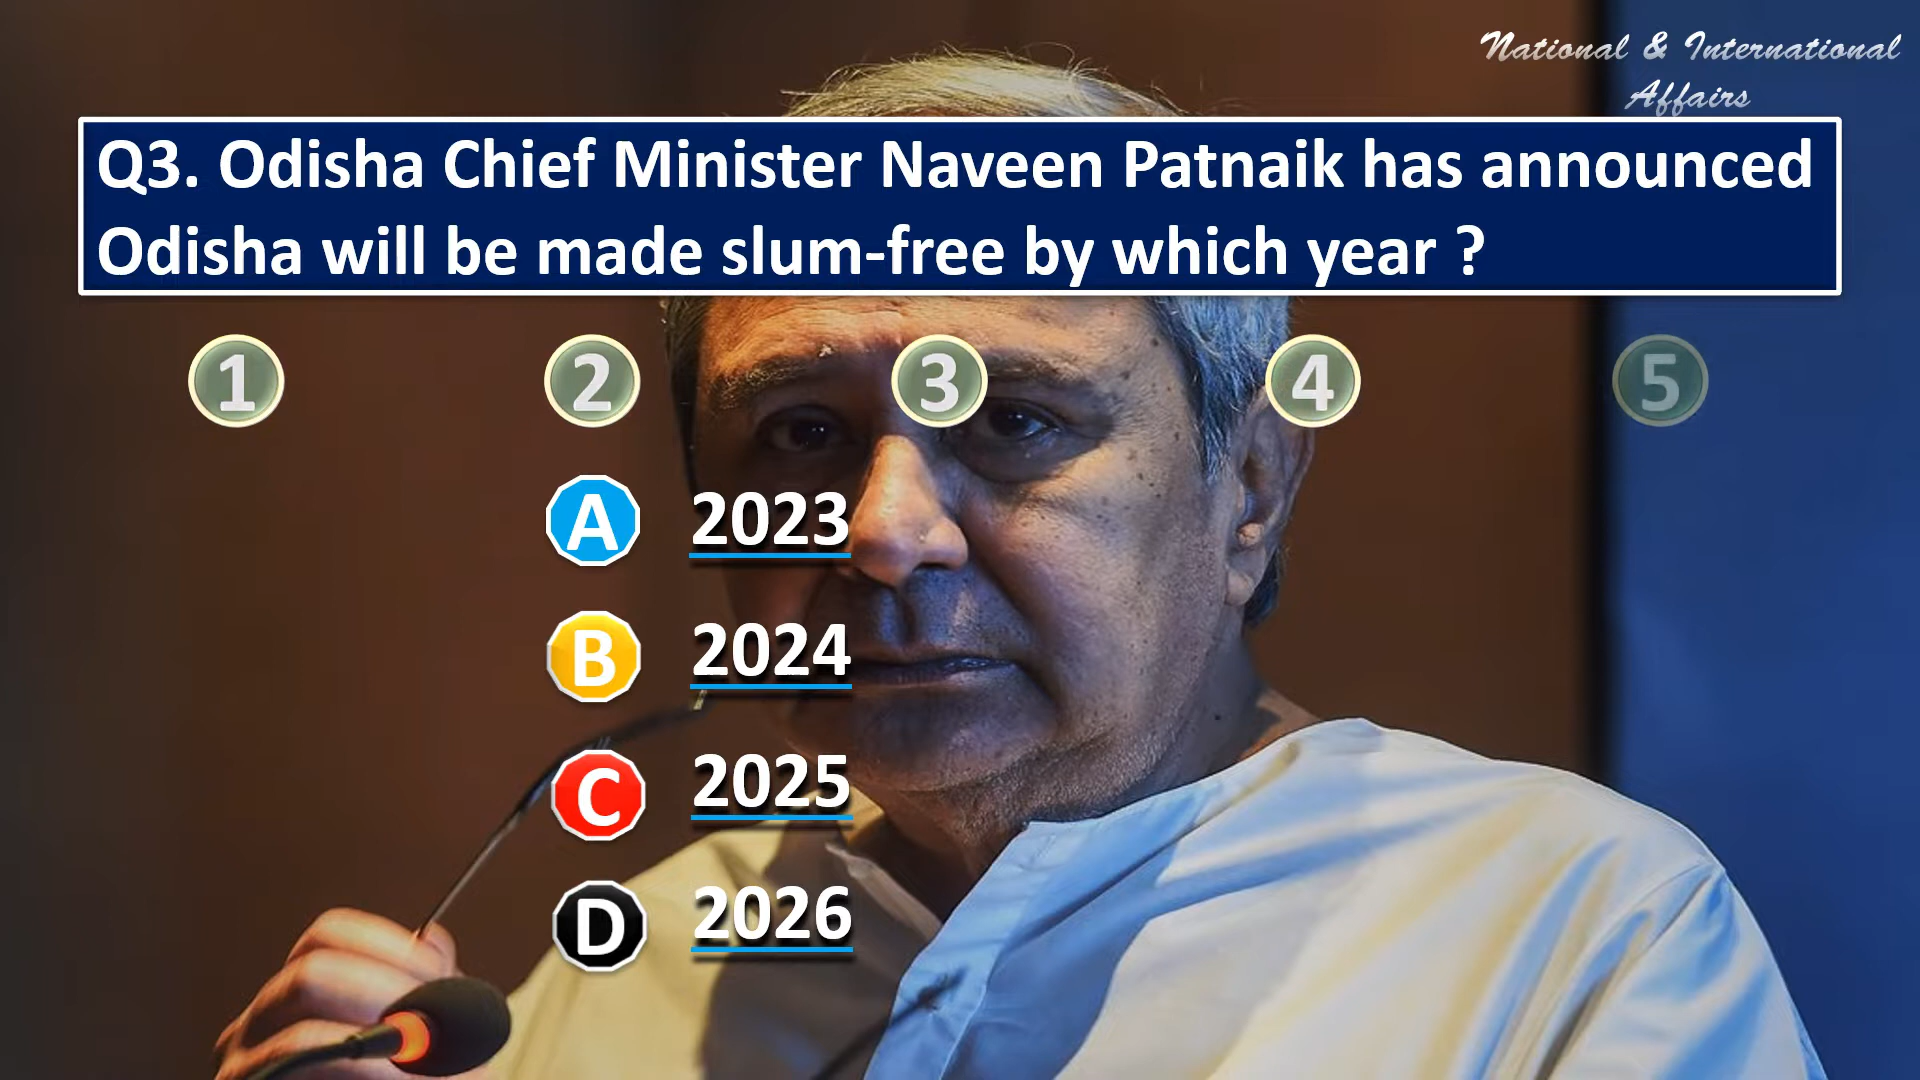 National & International
Affairs
Q3. Odisha Chief Minister Naveen Patnaik has announced
Odisha will be made slum-free by which year ?
1 2 3 4 5
A 2023
B 2024
C 2025
D 2026